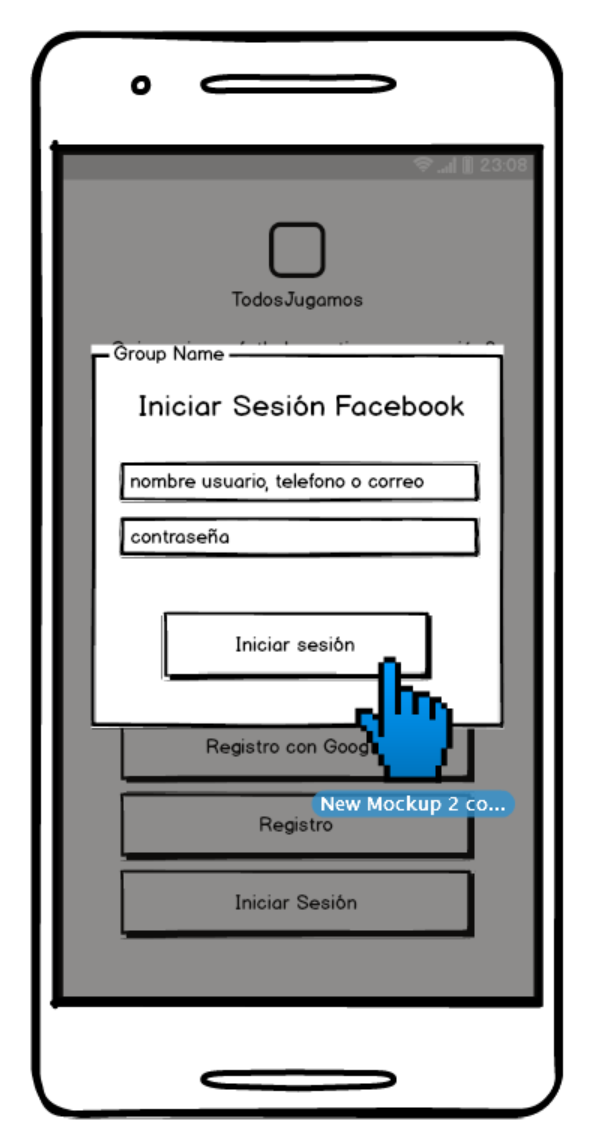 23:08
TodosJugamos
Group Name
Iniciar Sesión Facebook
nombre usuario, telefono o correo
contraseña
Iniciar sesión
Registro con Goog
New Mockup 2 co...
Registro
Iniciar Sesión